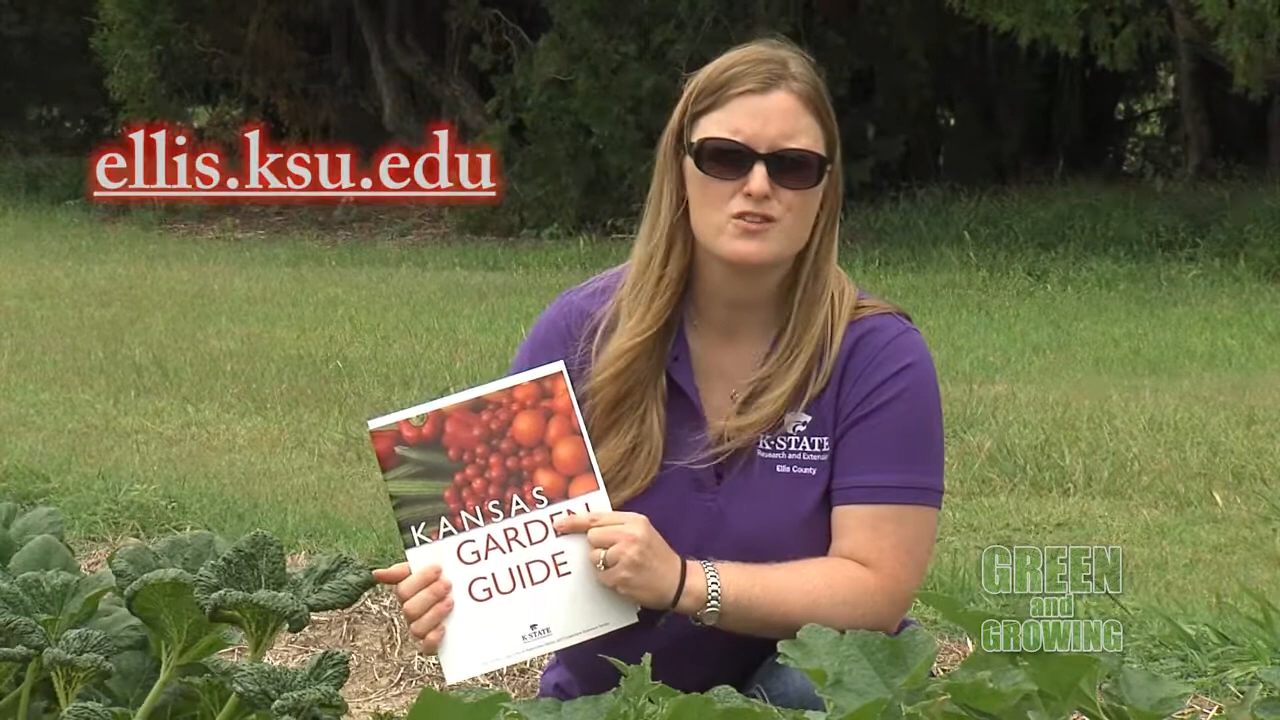 ellis.ksu.edu
KANSAS
GARDEN
GUIDE
K-STATE
K-STATE
Research and Extension
Ellis County
GREEN
and
GROWING